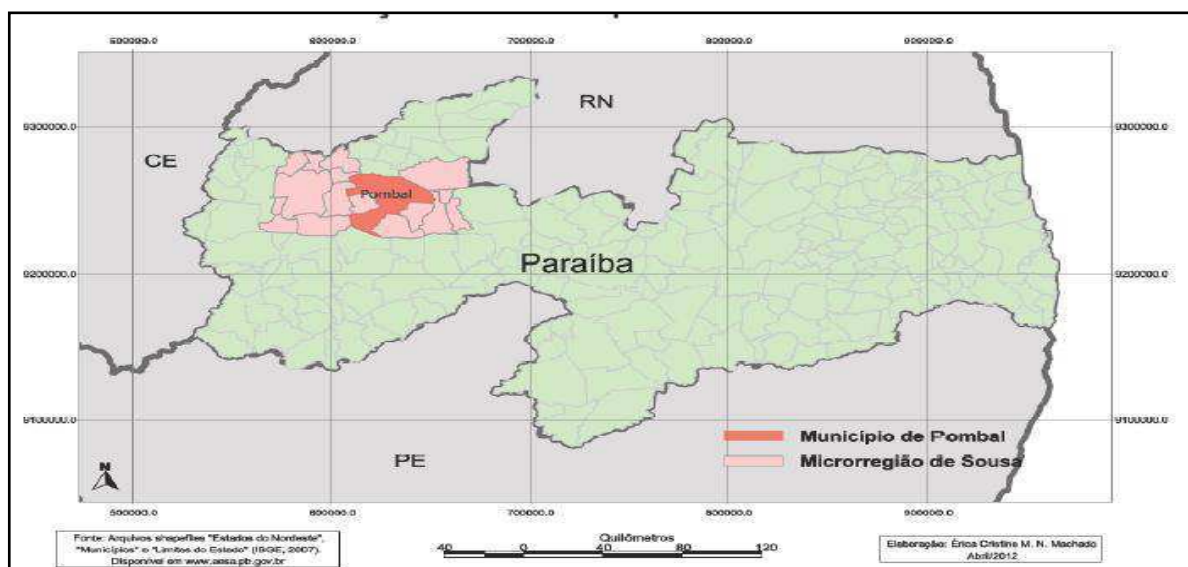 500000.0 600000.0 700000.0 800000.0 900000.0
RN
9300000.0 9300000.0
CE
Pombal
Paraíba
9200000.0 9200000.0
9100000.0 9100000.0
Município de Pombal
PE
Microrregião de Sousa
N
500000.0 600000.0 700000.0 800000.0 900000.0
Fonte: Arquivos shapefiles "Estados do Nordeste",
"Municípios" e "Limites do Estado" (IBGE, 2007).
Disponível em www.aesa.pb.gov.br
Quilômetros
40 20 0 40 80 120
Elaboração: Érica Cristine M. N. Machado
Abril/2012